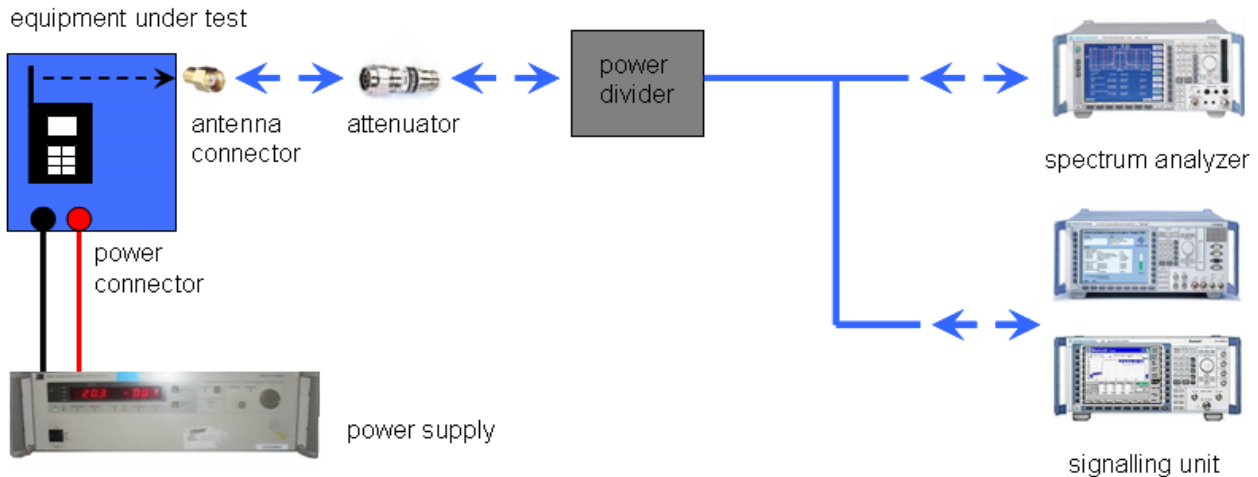 equipment under test
power
divider
antenna
connector
attenuator
spectrum analyzer
power
connector
power supply
signalling unit